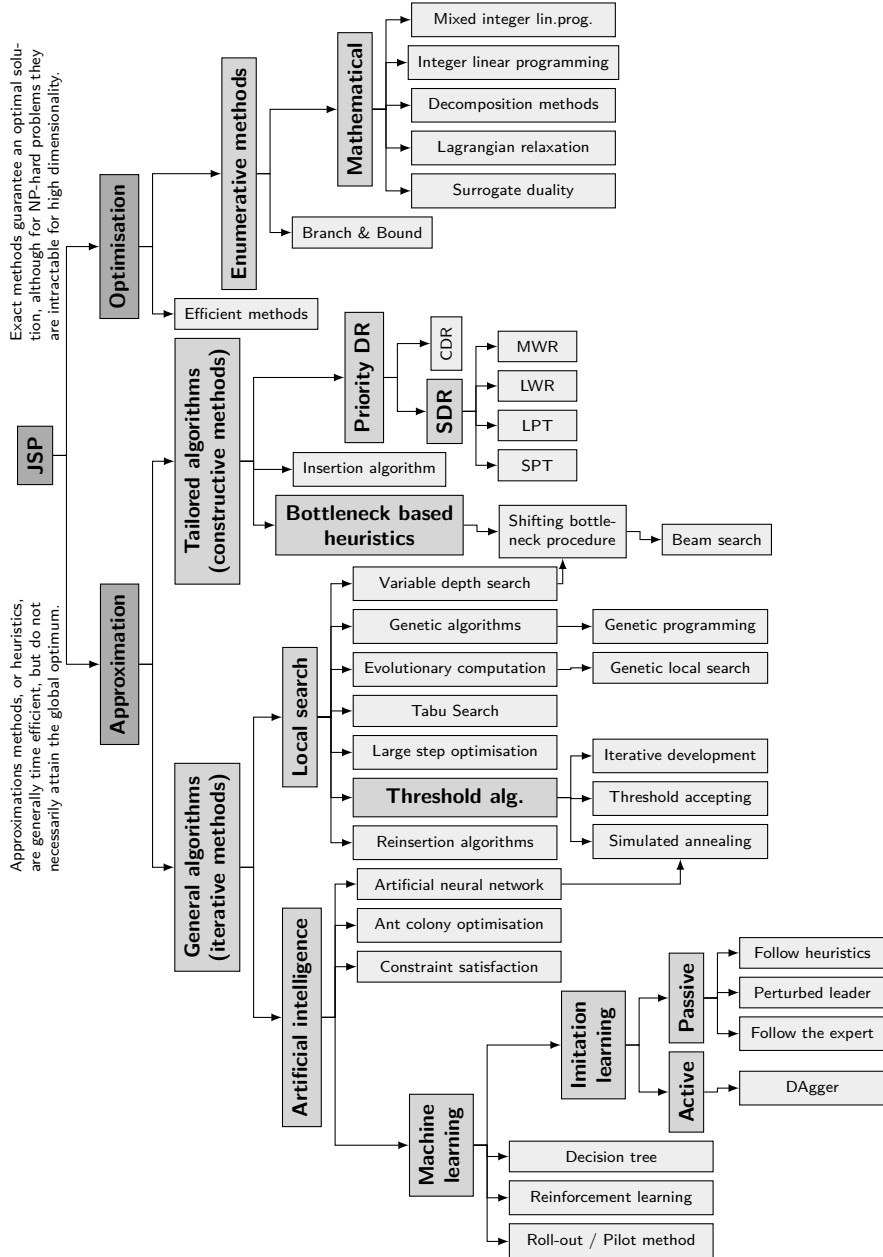 Exact methods guarantee an optimal solu-
tion, although for NP-hard problems they
are intractable for high dimensionality.
Mixed integer lin.prog.
Integer linear programming
Decomposition methods
Lagrangian relaxation
Surrogate duality
Mathematical
Enumerative methods
Branch & Bound
Optimisation
Efficient methods
JSP
Tailored algorithms
(constructive methods)
Priority DR
CDR
SDR
MWR
LWR
LPT
SPT
Insertion algorithm
Bottleneck based
heuristics
Shifting bottle-
neck procedure
Beam search
Approximations methods, or heuristics,
are generally time efficient, but do not
necessarily attain the global optimum.
Approximation
General algorithms
(iterative methods)
Local search
Variable depth search
Genetic algorithms
Genetic programming
Evolutionary computation
Genetic local search
Tabu Search
Large step optimisation
Threshold alg.
Iterative development
Threshold accepting
Simulated annealing
Reinsertion algorithms
Artificial intelligence
Artificial neural network
Ant colony optimisation
Constraint satisfaction
Machine
learning
Imitation
learning
Passive
Follow heuristics
Perturbed leader
Follow the expert
Active
DAgger
Decision tree
Reinforcement learning
Roll-out / Pilot method